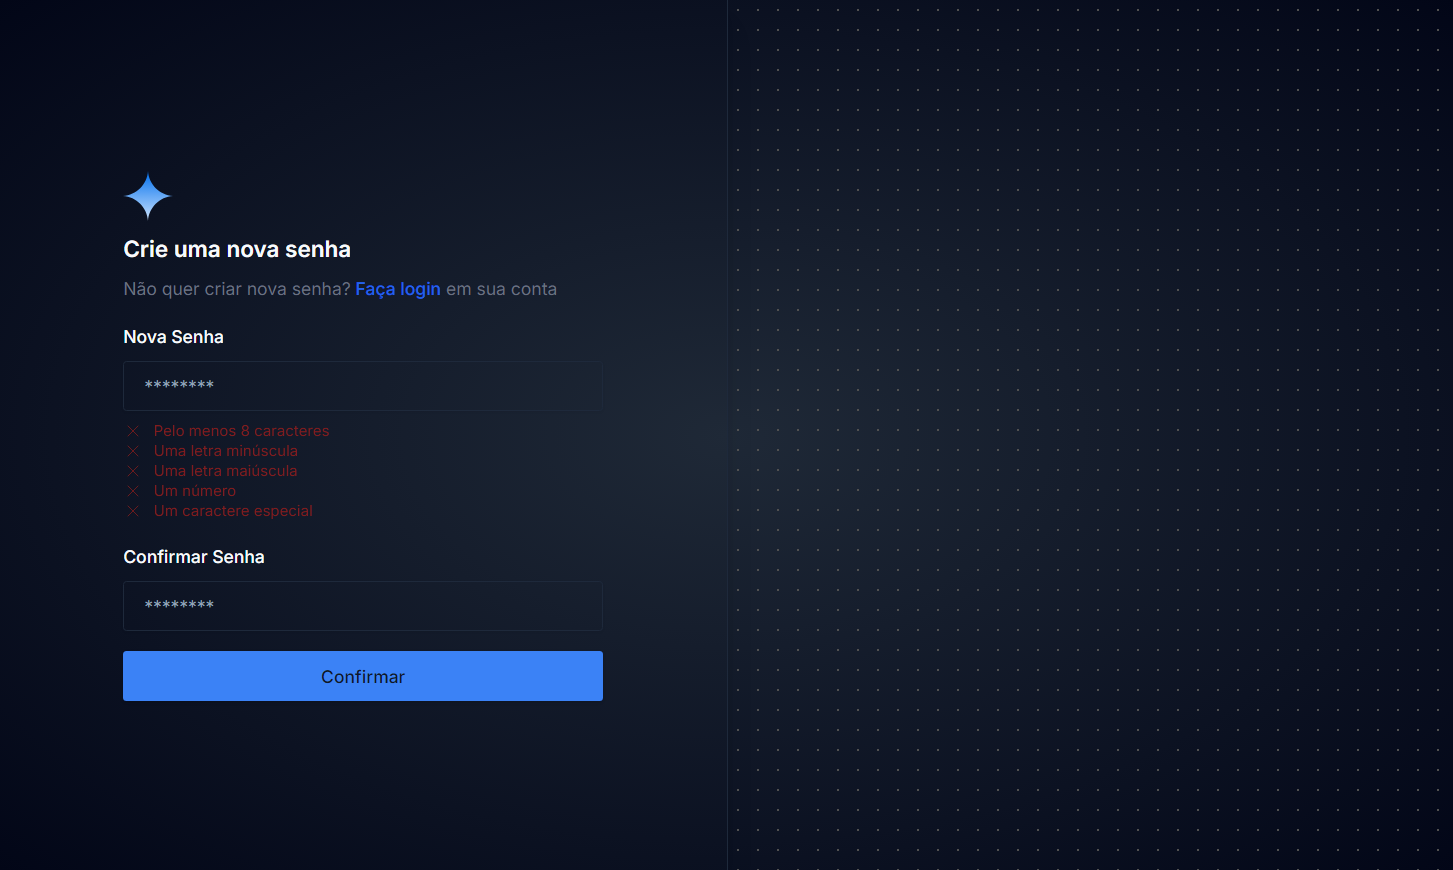 Crie uma nova senha
Não quer criar nova senha? Faça login em sua conta
Nova Senha
********
Pelo menos 8 caracteres
Uma letra minúscula
Uma letra maiúscula
Um número
Um caractere especial
Confirmar Senha
********
Confirmar